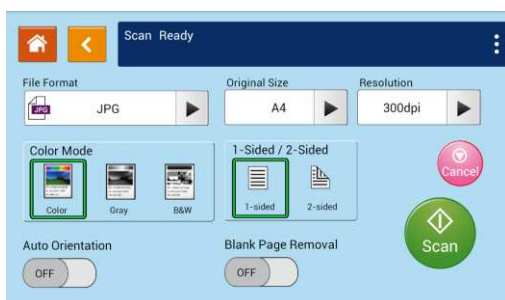 Scan Ready
File Format
Original Size
Resolution
JPG
JPG
A4
300dpi
Color Mode
1-Sided / 2-Sided
Color
Gray
B&W
1-sided
2-sided
Cancel
Scan
Auto Orientation
Blank Page Removal
OFF
OFF